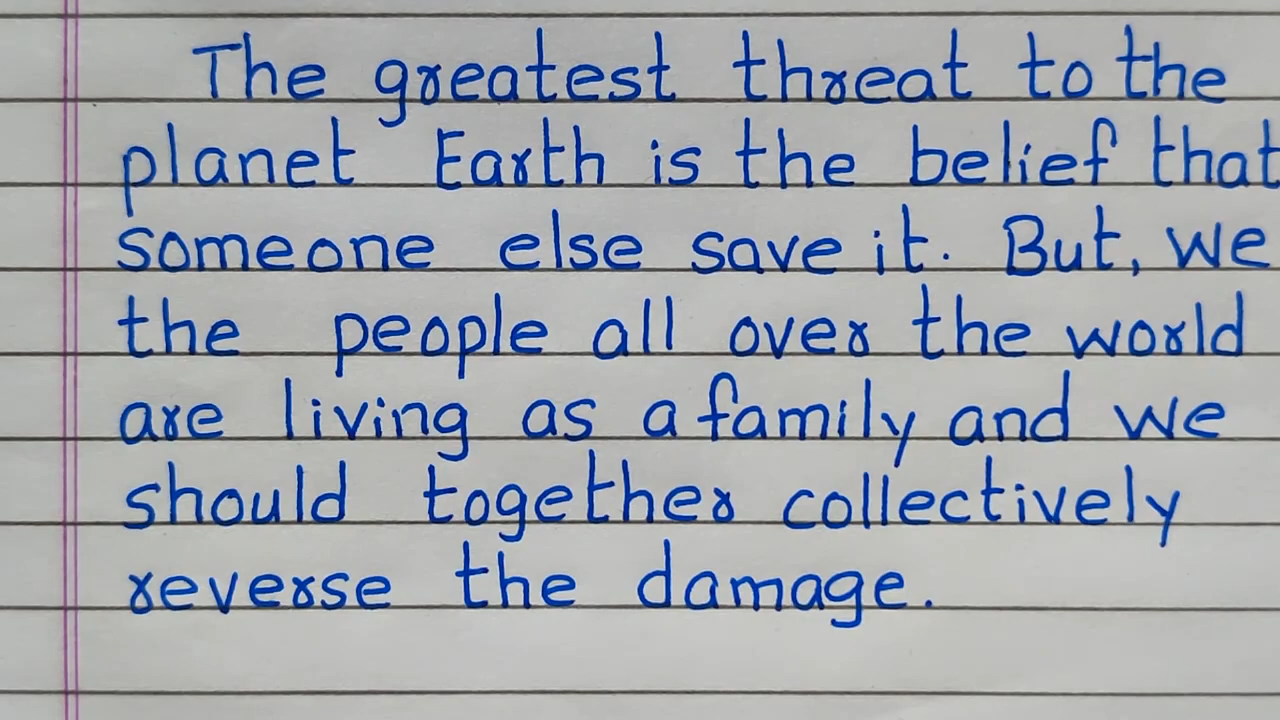 The greatest threat to the
planet Earth is the belief that
someone else save it. But, we
the people all over the world
are living as a family and we
should together collectively
reverse the damage.